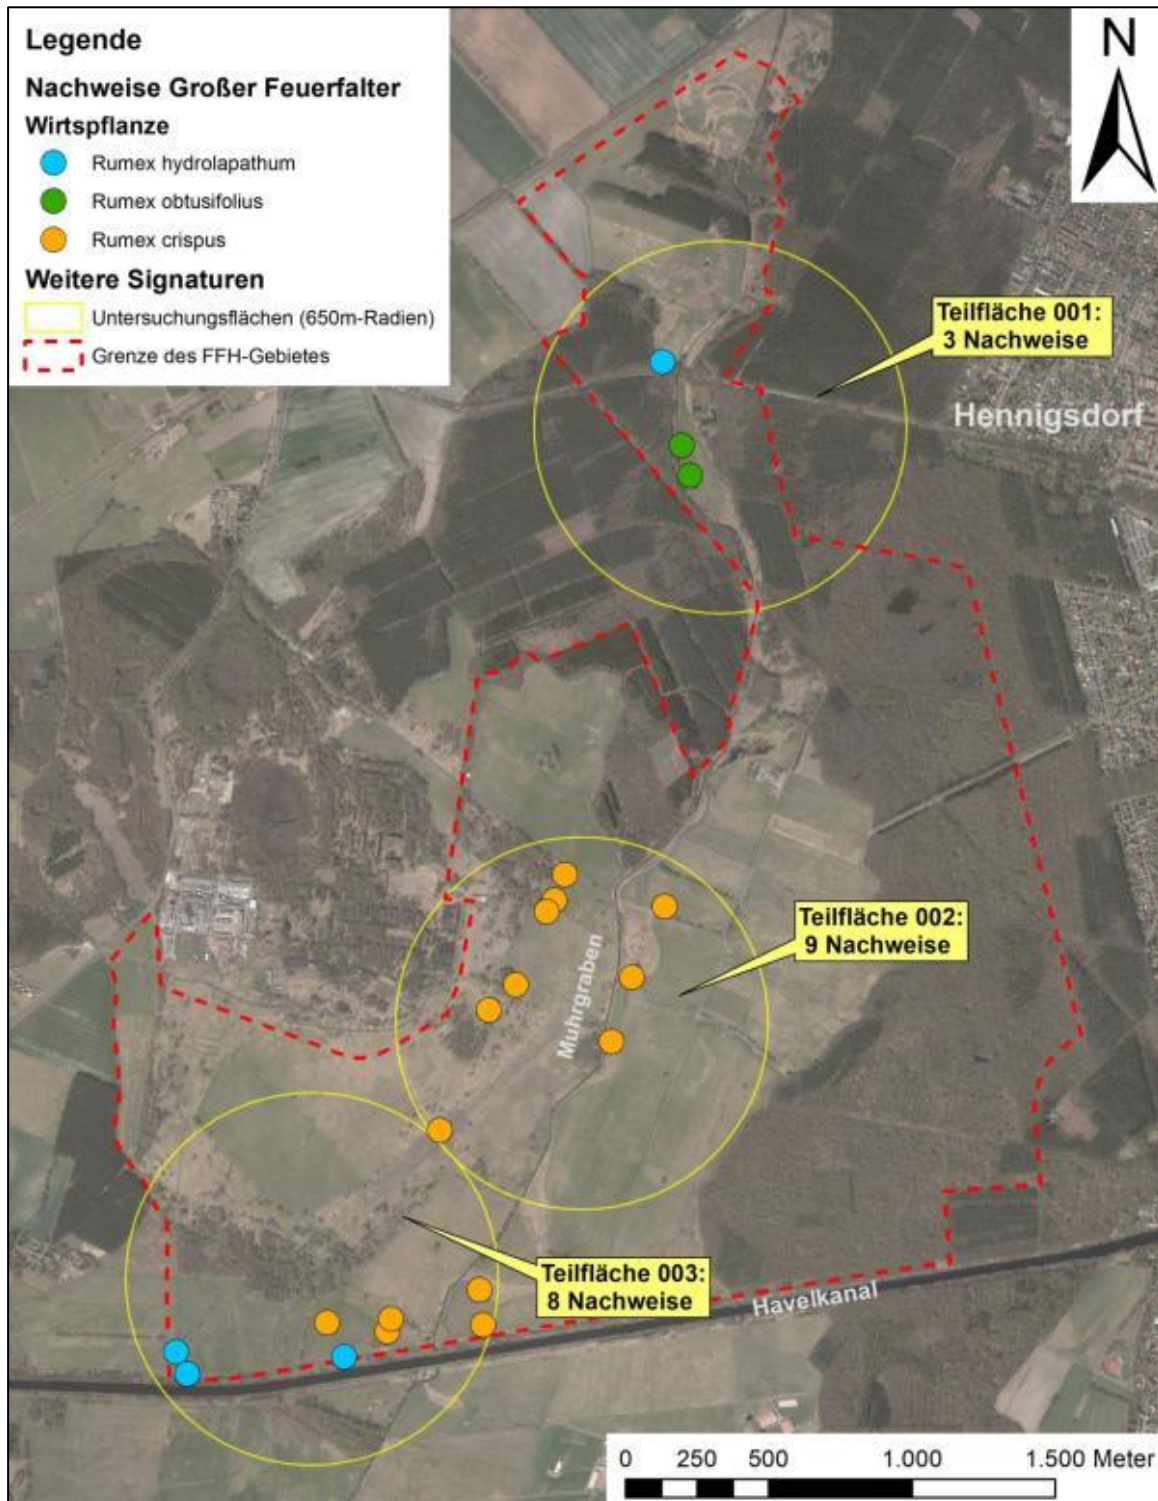 Legende
Nachweise Großer Feuerfalter
Wirtspflanze
Rumex hydrolapathum
Rumex obtusifolius
Rumex crispus
Weitere Signaturen
Untersuchungsflächen (650m-Radien)
Grenze des FFH-Gebietes
N
Teilfläche 001:
3 Nachweise
Hennigsdorf
Teilfläche 002:
9 Nachweise
Muhrgraben
Teilfläche 003:
8 Nachweise
Havelkanal
0 250 500 1.000 1.500 Meter